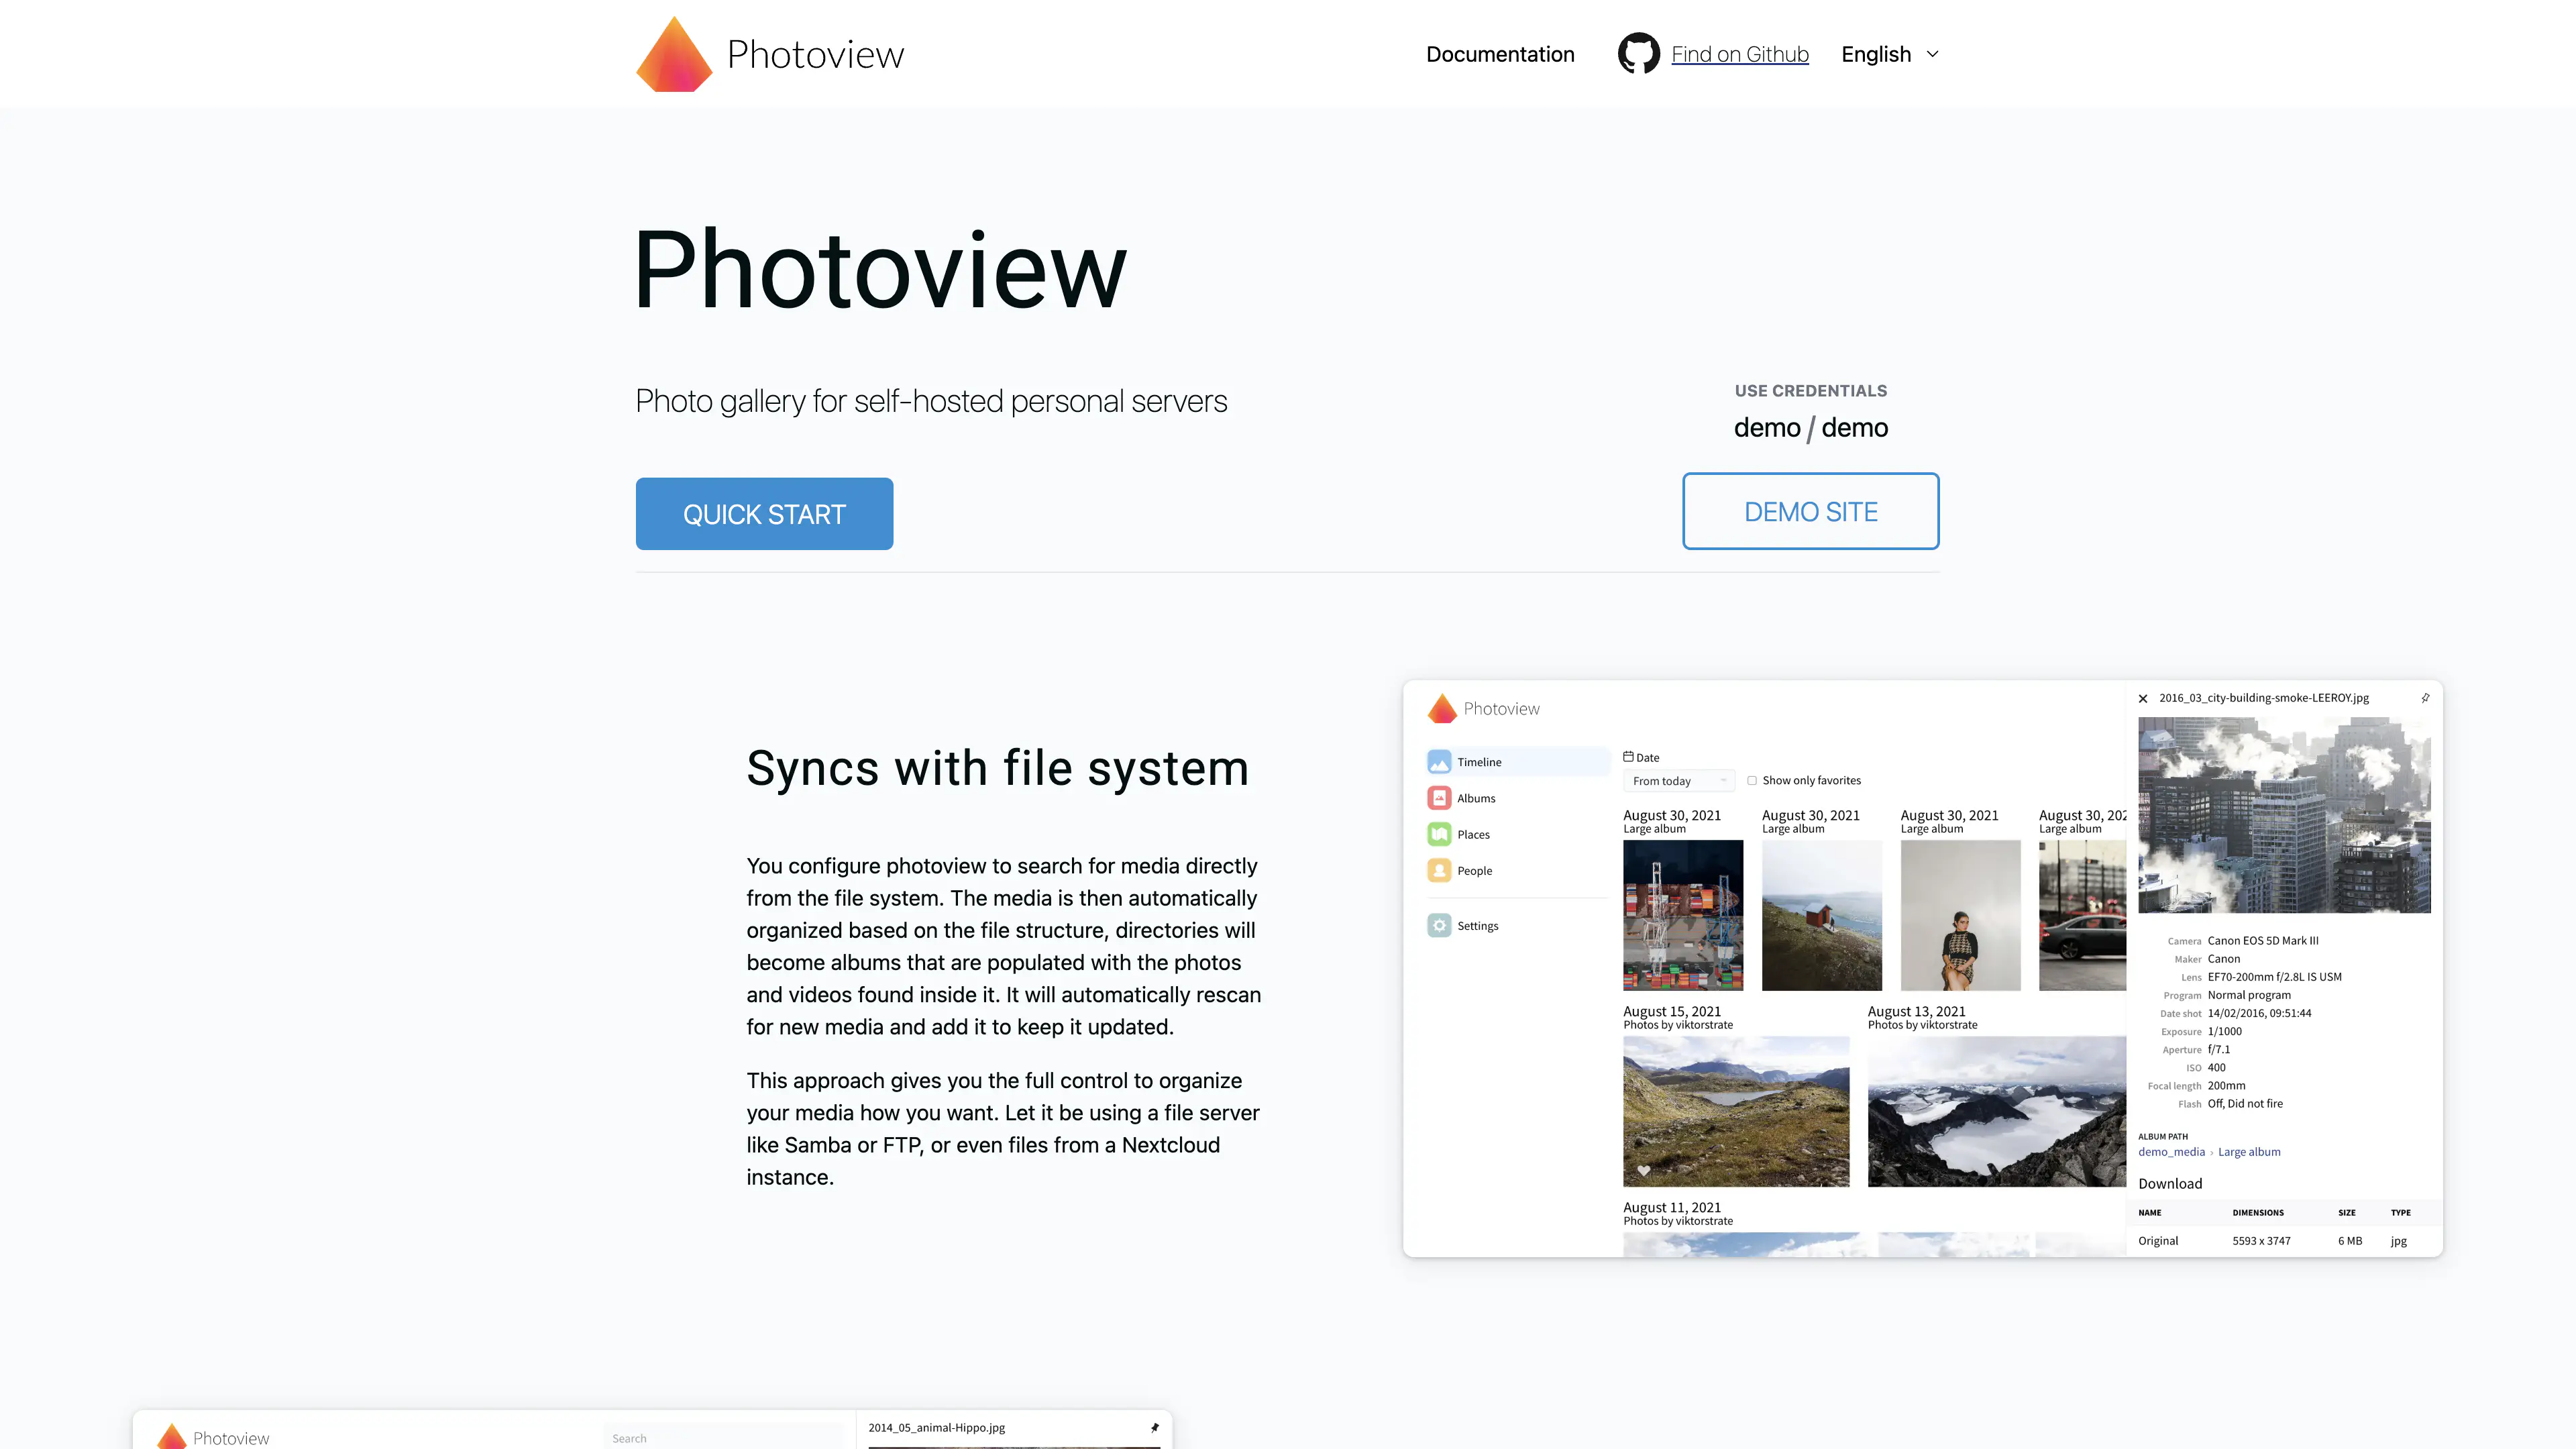 Photoview
Documentation
Find on Github
English
Photoview
Photo gallery for self-hosted personal servers
USE CREDENTIALS
demo / demo
QUICK START
DEMO SITE
Syncs with file system
You configure photoview to search for media directly
from the file system. The media is then automatically
organized based on the file structure, directories will
become albums that are populated with the photos
and videos found inside it. It will automatically rescan
for new media and add it to keep it updated.
This approach gives you the full control to organize
your media how you want. Let it be using a file server
like Samba or FTP, or even files from a Nextcloud
instance.
Photoview
Timeline
Albums
Places
People
Settings
Date
From today
Show only favorites
August 30, 2021
Large album
August 30, 2021
Large album
August 30, 2021
Large album
August 30, 202
Large album
August 15, 2021
Photos by viktorstrate
August 13, 2021
Photos by viktorstrate
August 11, 2021
Photos by viktorstrate
2016_03_city-building-smoke-LEEROY.jpg
Camera Canon EOS 5D Mark III
Maker Canon
Lens EF70-200mm f/2.8L IS USM
Program Normal program
Date shot 14/02/2016, 09:51:44
Exposure 1/1000
Aperture f/7.1
ISO 400
Focal length 200mm
Flash Off, Did not fire
ALBUM PATH
demo_media › Large album
Download
NAME DIMENSIONS SIZE TYPE
Original 5593 x 3747 6 MB jpg
Photoview
Search
2014_05_animal-Hippo.jpg